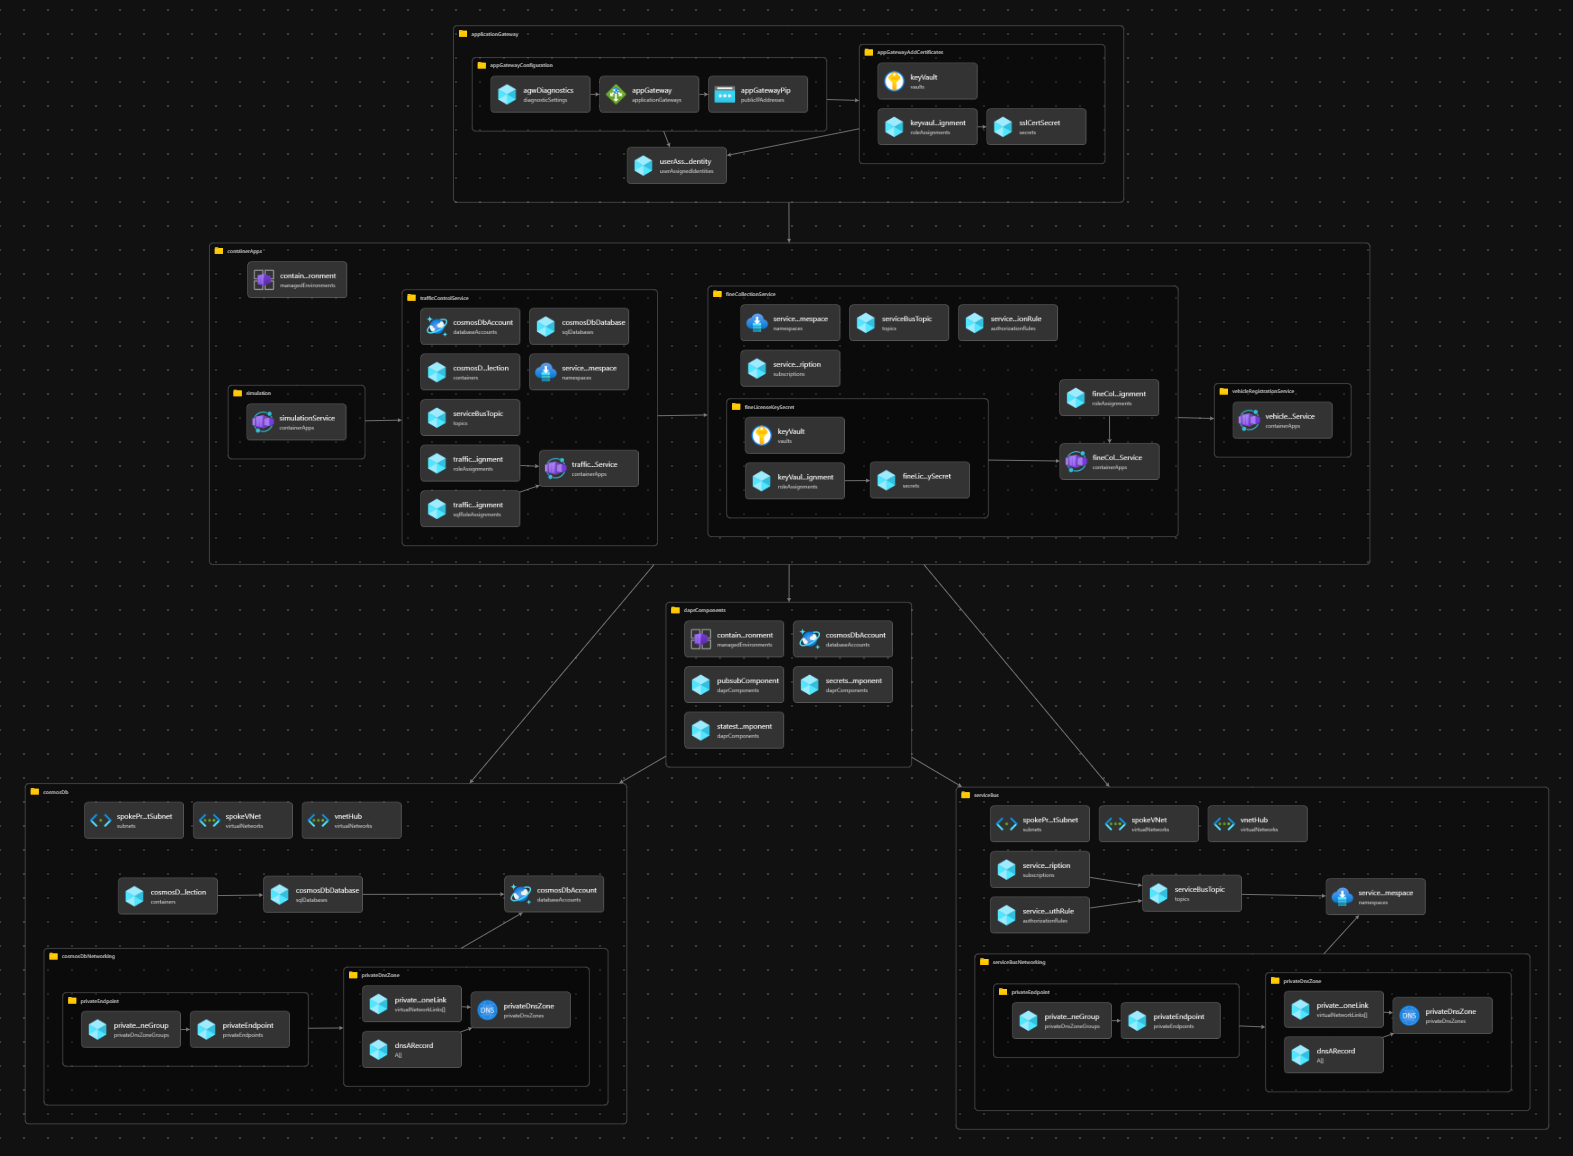 applicationGateway
appGatewayConfiguration
agwDiagnostics
diagnosticSettings
appGateway
applicationGateways
appGatewayPip
publicIPAddresses
appGatewayAddCertificates
keyVault
vaults
keyvaul...ignment
roleAssignments
sslCertSecret
secrets
userAss...dentity
userAssignedIdentities
containerApps
contain...ronment
managedEnvironments
simulation
simulationService
containerApps
trafficControlService
cosmosDbAccount
databaseAccounts
cosmosDbDatabase
sqlDatabases
cosmosD...lection
containers
service...mespace
namespaces
serviceBusTopic
topics
traffic...ignment
roleAssignments
traffic...Service
containerApps
traffic...ignment
sqlRoleAssignments
fineCollectionService
service...mespace
namespaces
serviceBusTopic
topics
service...ionRule
authorizationRules
service...ription
subscriptions
fineLicenseKeySecret
keyVault
vaults
keyVaul...ignment
roleAssignments
fineLic...ySecret
secrets
fineCol...ignment
roleAssignments
fineCol...Service
containerApps
vehicleRegistrationService
vehicle...Service
containerApps
daprComponents
contain...ronment
managedEnvironments
cosmosDbAccount
databaseAccounts
pubsubComponent
daprComponents
secrets...mponent
daprComponents
statest...mponent
daprComponents
cosmosDb
spokePr...tSubnet
subnets
spokeVNet
virtualNetworks
vnetHub
virtualNetworks
cosmosD...lection
containers
cosmosDbDatabase
sqlDatabases
cosmosDbAccount
databaseAccounts
cosmosDbNetworking
privateEndpoint
private...neGroup
privateDnsZoneGroups
privateEndpoint
privateEndpoints
privateDnsZone
private...oneLink
virtualNetworkLinks[]
DNS
privateDnsZone
privateDnsZones
dnsARecord
A[]
serviceBus
spokePr...tSubnet
subnets
spokeVNet
virtualNetworks
vnetHub
virtualNetworks
service...ription
subscriptions
serviceBusTopic
topics
service...mespace
namespaces
service...uthRule
authorizationRules
serviceBusNetworking
privateEndpoint
private...neGroup
privateDnsZoneGroups
privateEndpoint
privateEndpoints
privateDnsZone
private...oneLink
virtualNetworkLinks[]
DNS
privateDnsZone
privateDnsZones
dnsARecord
A[]